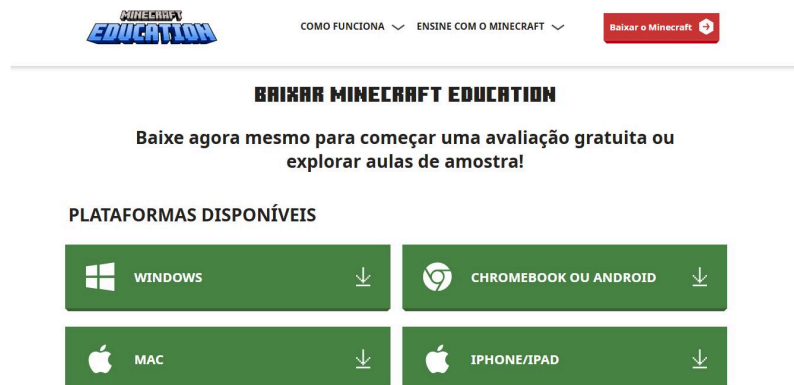 MINECRAFT
EDUCATION
COMO FUNCIONA
ENSINE COM O MINECRAFT
Baixar o Minecraft
BAIXAR MINECRAFT EDUCATION
Baixe agora mesmo para começar uma avaliação gratuita ou
explorar aulas de amostra!
PLATAFORMAS DISPONÍVEIS
WINDOWS
CHROMEBOOK OU ANDROID
MAC
IPHONE/IPAD